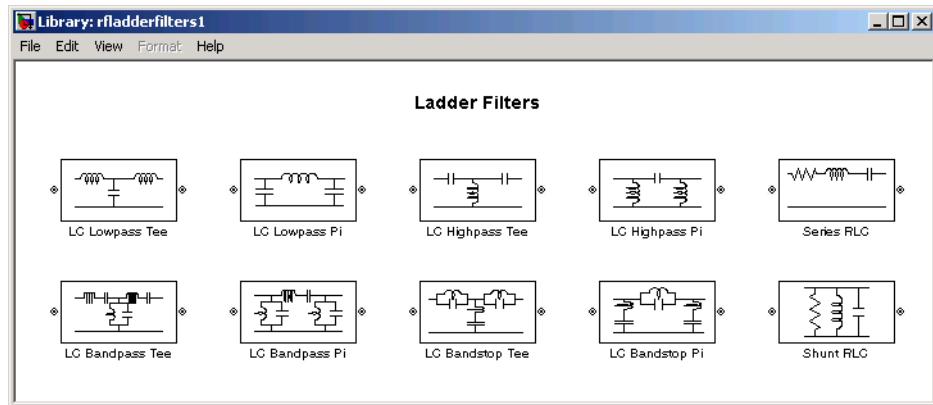 Library: rfladderfilters1
File Edit View Format Help
Ladder Filters
LC Lowpass Tee LC Lowpass Pi LC Highpass Tee LC Highpass Pi Series RLC
LC Bandpass Tee LC Bandpass Pi LC Bandstop Tee LC Bandstop Pi Shunt RLC